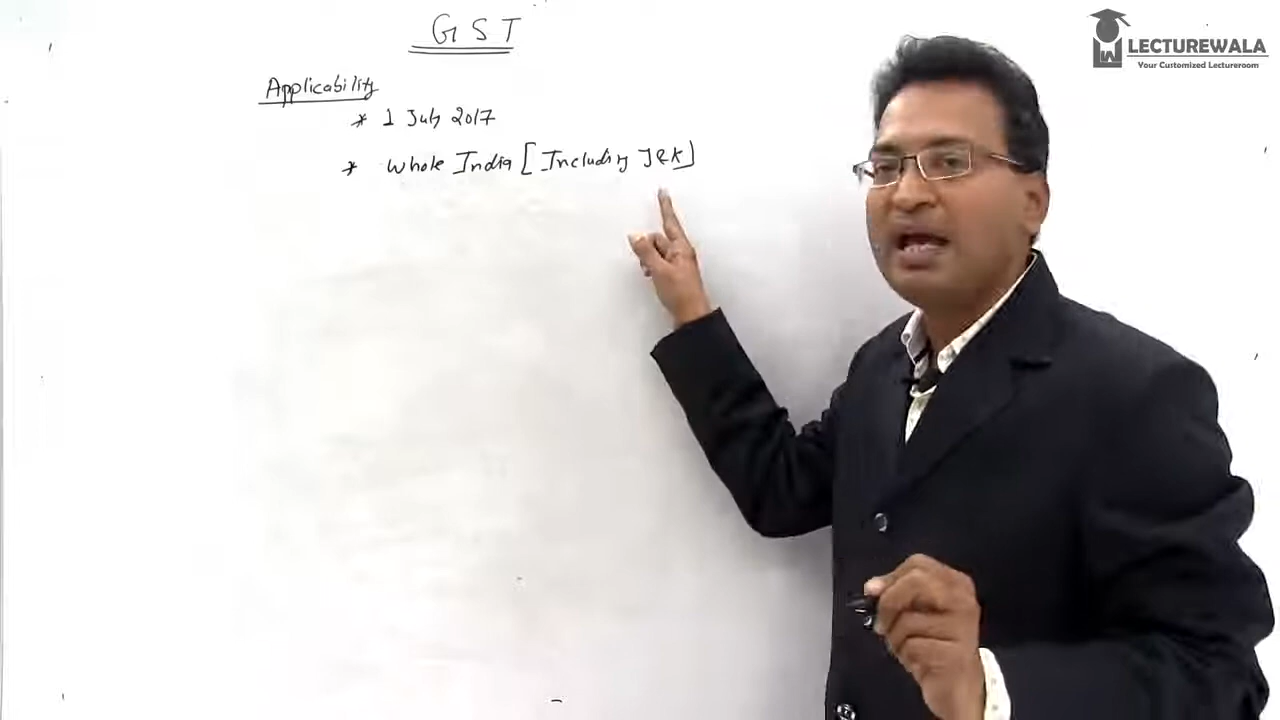 GST
LECTUREWALA
Your Customized Lectureroom
Applicability
* 1 July 2017
* Whole India [Including J&K]